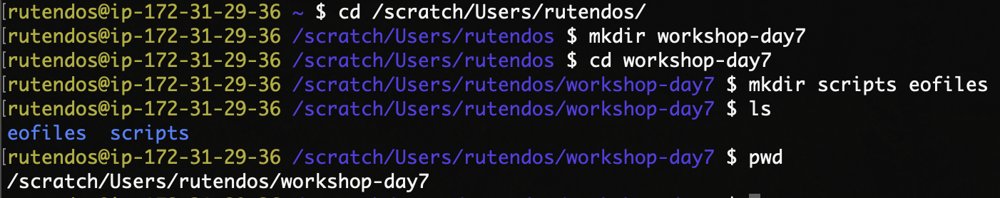 [rutendos@ip-172-31-29-36 ~ $ cd /scratch/Users/rutendos/
[rutendos@ip-172-31-29-36 /scratch/Users/rutendos $ mkdir workshop-day7
[rutendos@ip-172-31-29-36 /scratch/Users/rutendos $ cd workshop-day7
[rutendos@ip-172-31-29-36 /scratch/Users/rutendos/workshop-day7 $ mkdir scripts eofiles
[rutendos@ip-172-31-29-36 /scratch/Users/rutendos/workshop-day7 $ ls
eofiles  scripts
[rutendos@ip-172-31-29-36 /scratch/Users/rutendos/workshop-day7 $ pwd
/scratch/Users/rutendos/workshop-day7